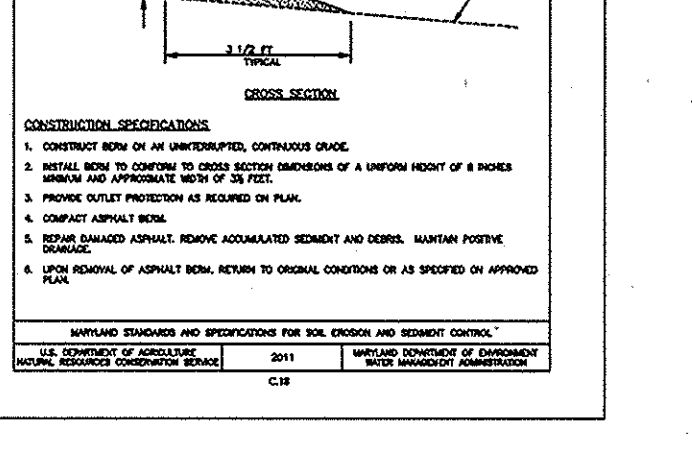 3 1/2 FT
TYPICAL
CROSS SECTION
CONSTRUCTION SPECIFICATIONS
1. CONSTRUCT BERM ON AN UNINTERRUPTED, CONTINUOUS GRADE.
2. INSTALL BERM TO CONFORM TO CROSS SECTION DIMENSIONS OF A UNIFORM HEIGHT OF 8 INCHES
MINIMUM AND APPROXIMATE WIDTH OF 3½ FEET.
3. PROVIDE OUTLET PROTECTION AS REQUIRED ON PLAN.
4. COMPACT ASPHALT BERM.
5. REPAIR DAMAGED ASPHALT. REMOVE ACCUMULATED SEDIMENT AND DEBRIS. MAINTAIN POSITIVE
DRAINAGE.
6. UPON REMOVAL OF ASPHALT BERM, RETURN TO ORIGINAL CONDITIONS OR AS SPECIFIED ON APPROVED
PLAN.
MARYLAND STANDARDS AND SPECIFICATIONS FOR SOIL EROSION AND SEDIMENT CONTROL
U.S. DEPARTMENT OF AGRICULTURE
NATURAL RESOURCES CONSERVATION SERVICE
2011
MARYLAND DEPARTMENT OF ENVIRONMENT
WATER MANAGEMENT ADMINISTRATION
C.18